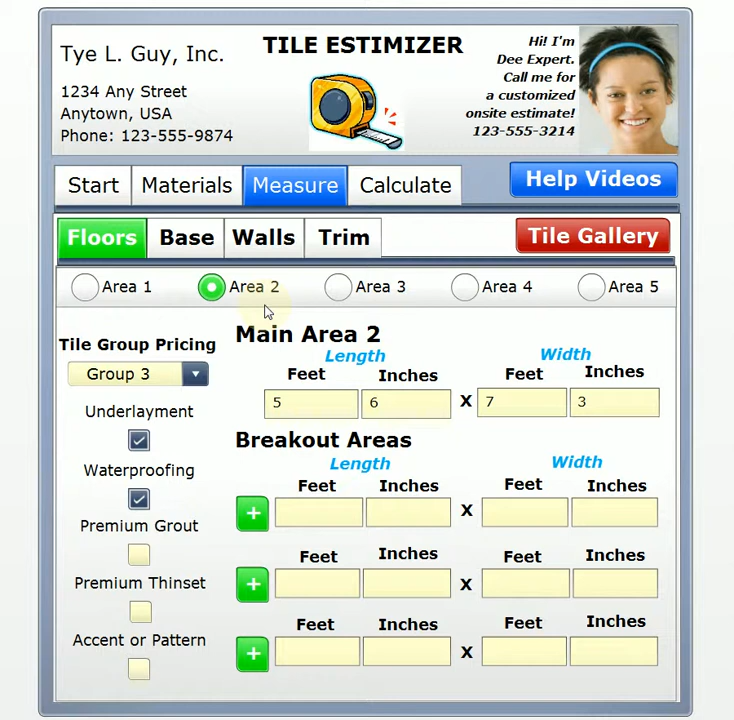 Tye L. Guy, Inc.
1234 Any Street
Anytown, USA
Phone: 123-555-9874
TILE ESTIMIZER
Hi! I'm
Dee Expert.
Call me for
a customized
onsite estimate!
123-555-3214
Start Materials Measure Calculate Help Videos
Floors Base Walls Trim Tile Gallery
Area 1 Area 2 Area 3 Area 4 Area 5
Tile Group Pricing
Group 3
Underlayment
Waterproofing
Premium Grout
Premium Thinset
Accent or Pattern
Main Area 2
Length Width
Feet Inches Feet Inches
5 6 X 7 3
Breakout Areas
Length Width
Feet Inches Feet Inches
+ X
Feet Inches Feet Inches
+ X
Feet Inches Feet Inches
+ X